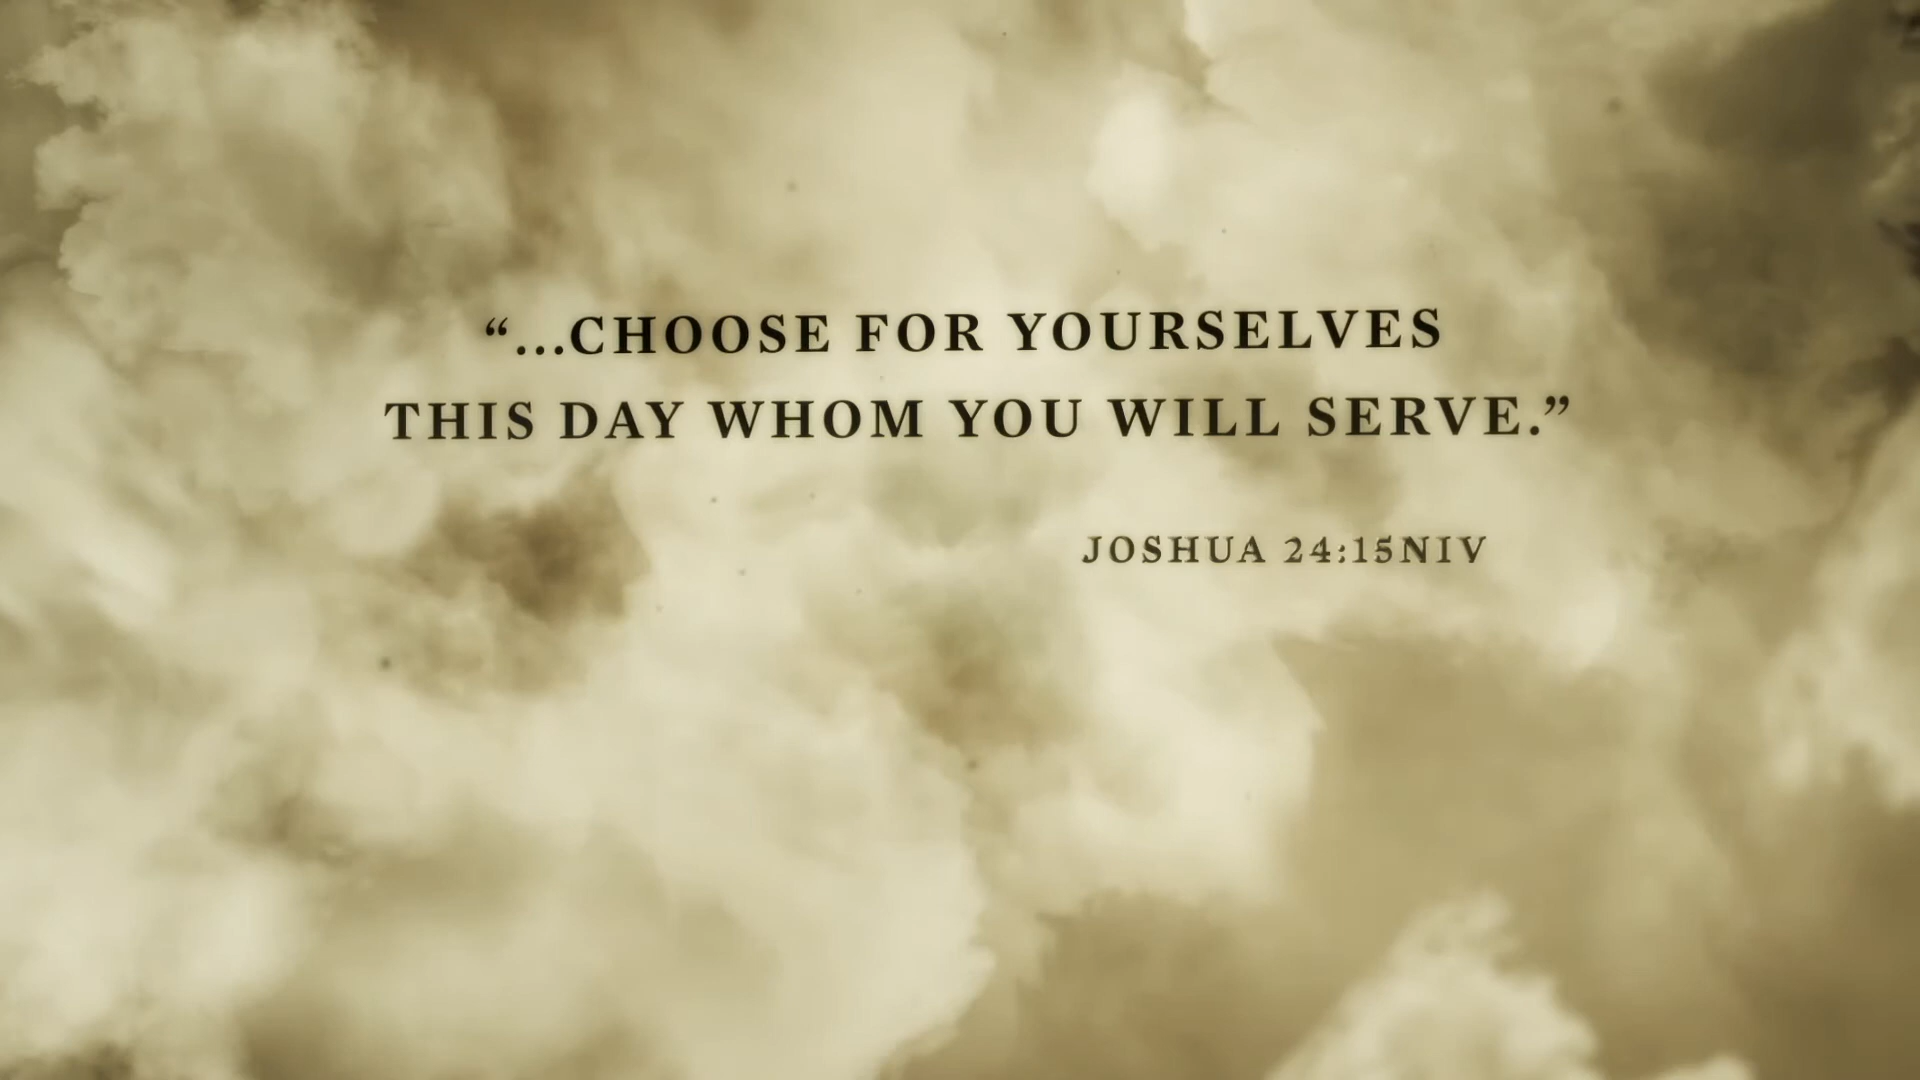 “...CHOOSE FOR YOURSELVES
THIS DAY WHOM YOU WILL SERVE.”
JOSHUA 24:15NIV